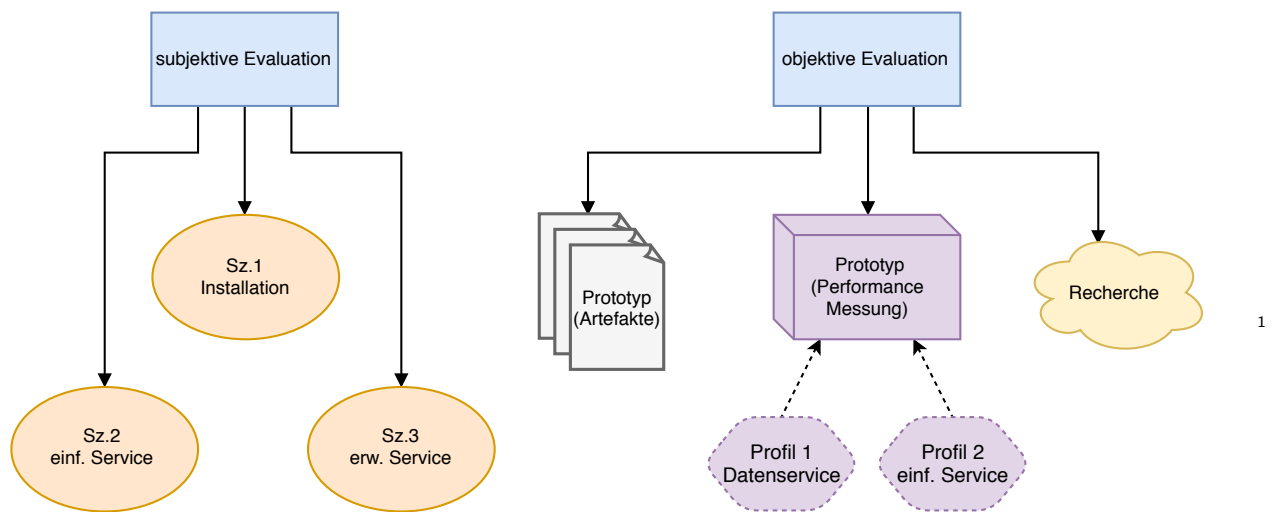 subjektive Evaluation
objektive Evaluation
Sz.1
Installation
Sz.2
einf. Service
Sz.3
erw. Service
Prototyp
(Artefakte)
Prototyp
(Performance
Messung)
Recherche
Profil 1
Datenservice
Profil 2
einf. Service
1